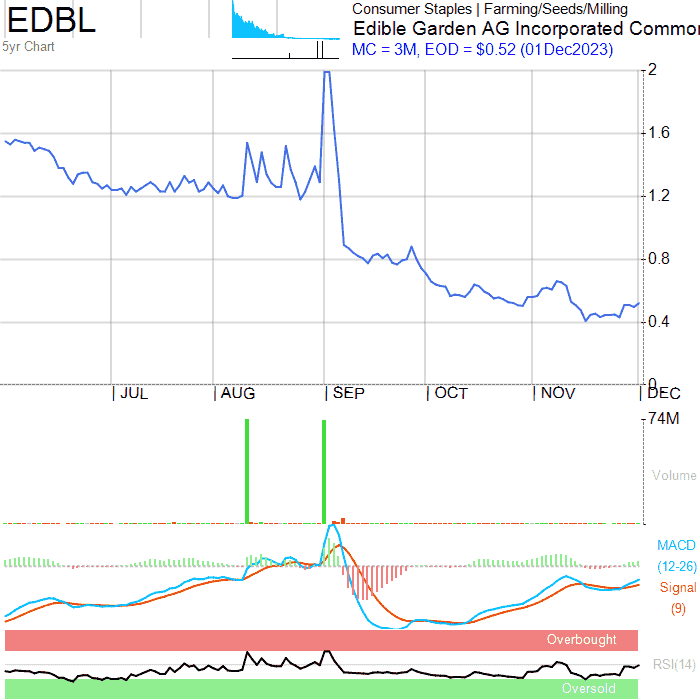 EDBL
5yr Chart
Consumer Staples | Farming/Seeds/Milling
Edible Garden AG Incorporated Common
MC = 3M, EOD = $0.52 (01Dec2023)
2
1.6
1.2
0.8
0.4
0
JUL
AUG
SEP
OCT
NOV
DEC
74M
Volume
MACD
(12-26)
Signal
(9)
Overbought
RSI(14)
Oversold